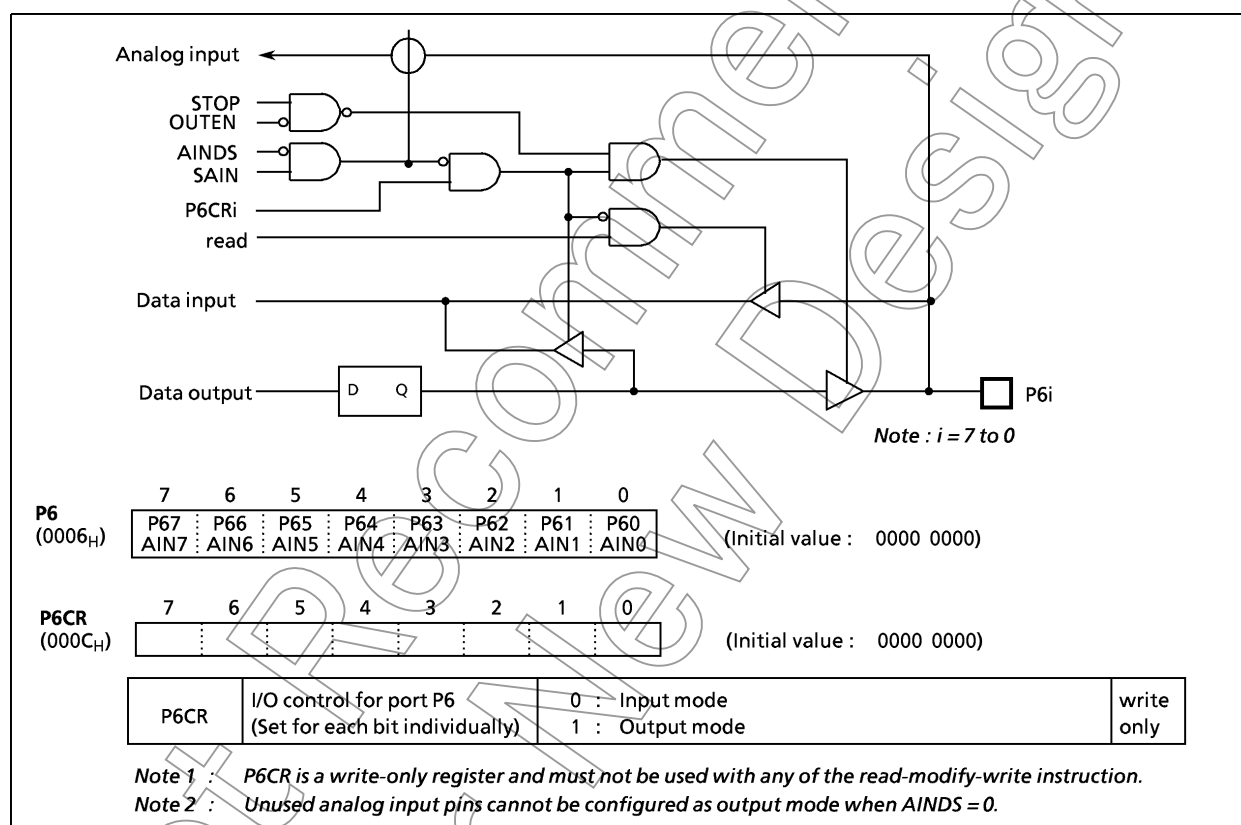 Analog input
STOP
OUTEN
AINDS
SAIN
P6CRi
read
Data input
Data output
D Q
P6i
Note : i = 7 to 0
7 6 5 4 3 2 1 0
P6
(0006H)
P67 P66 P65 P64 P63 P62 P61 P60
AIN7 AIN6 AIN5 AIN4 AIN3 AIN2 AIN1 AIN0
(Initial value : 0000 0000)
7 6 5 4 3 2 1 0
P6CR
(000CH)
(Initial value : 0000 0000)
P6CR
I/O control for port P6
(Set for each bit individually)
0 : Input mode
1 : Output mode
write
only
Note 1 : P6CR is a write-only register and must not be used with any of the read-modify-write instruction.
Note 2 : Unused analog input pins cannot be configured as output mode when AINDS = 0.